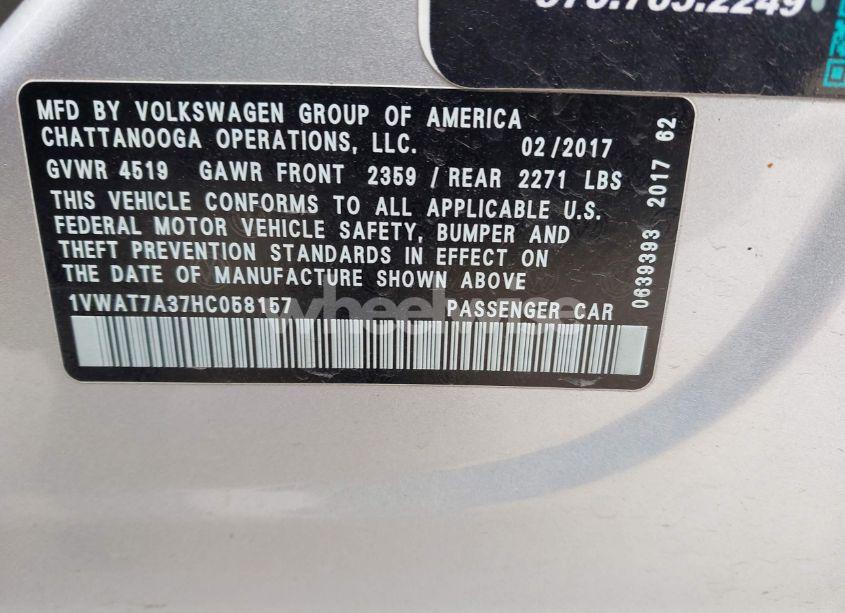 MFD BY VOLKSWAGEN GROUP OF AMERICA
CHATTANOOGA OPERATIONS, LLC. 02/2017
GVWR 4519 GAWR FRONT 2359 / REAR 2271 LBS
THIS VEHICLE CONFORMS TO ALL APPLICABLE U.S.
FEDERAL MOTOR VEHICLE SAFETY, BUMPER AND
THEFT PREVENTION STANDARDS IN EFFECT ON
THE DATE OF MANUFACTURE SHOWN ABOVE
1VWAT7A37HC058157 PASSENGER CAR
0639393 2017 62